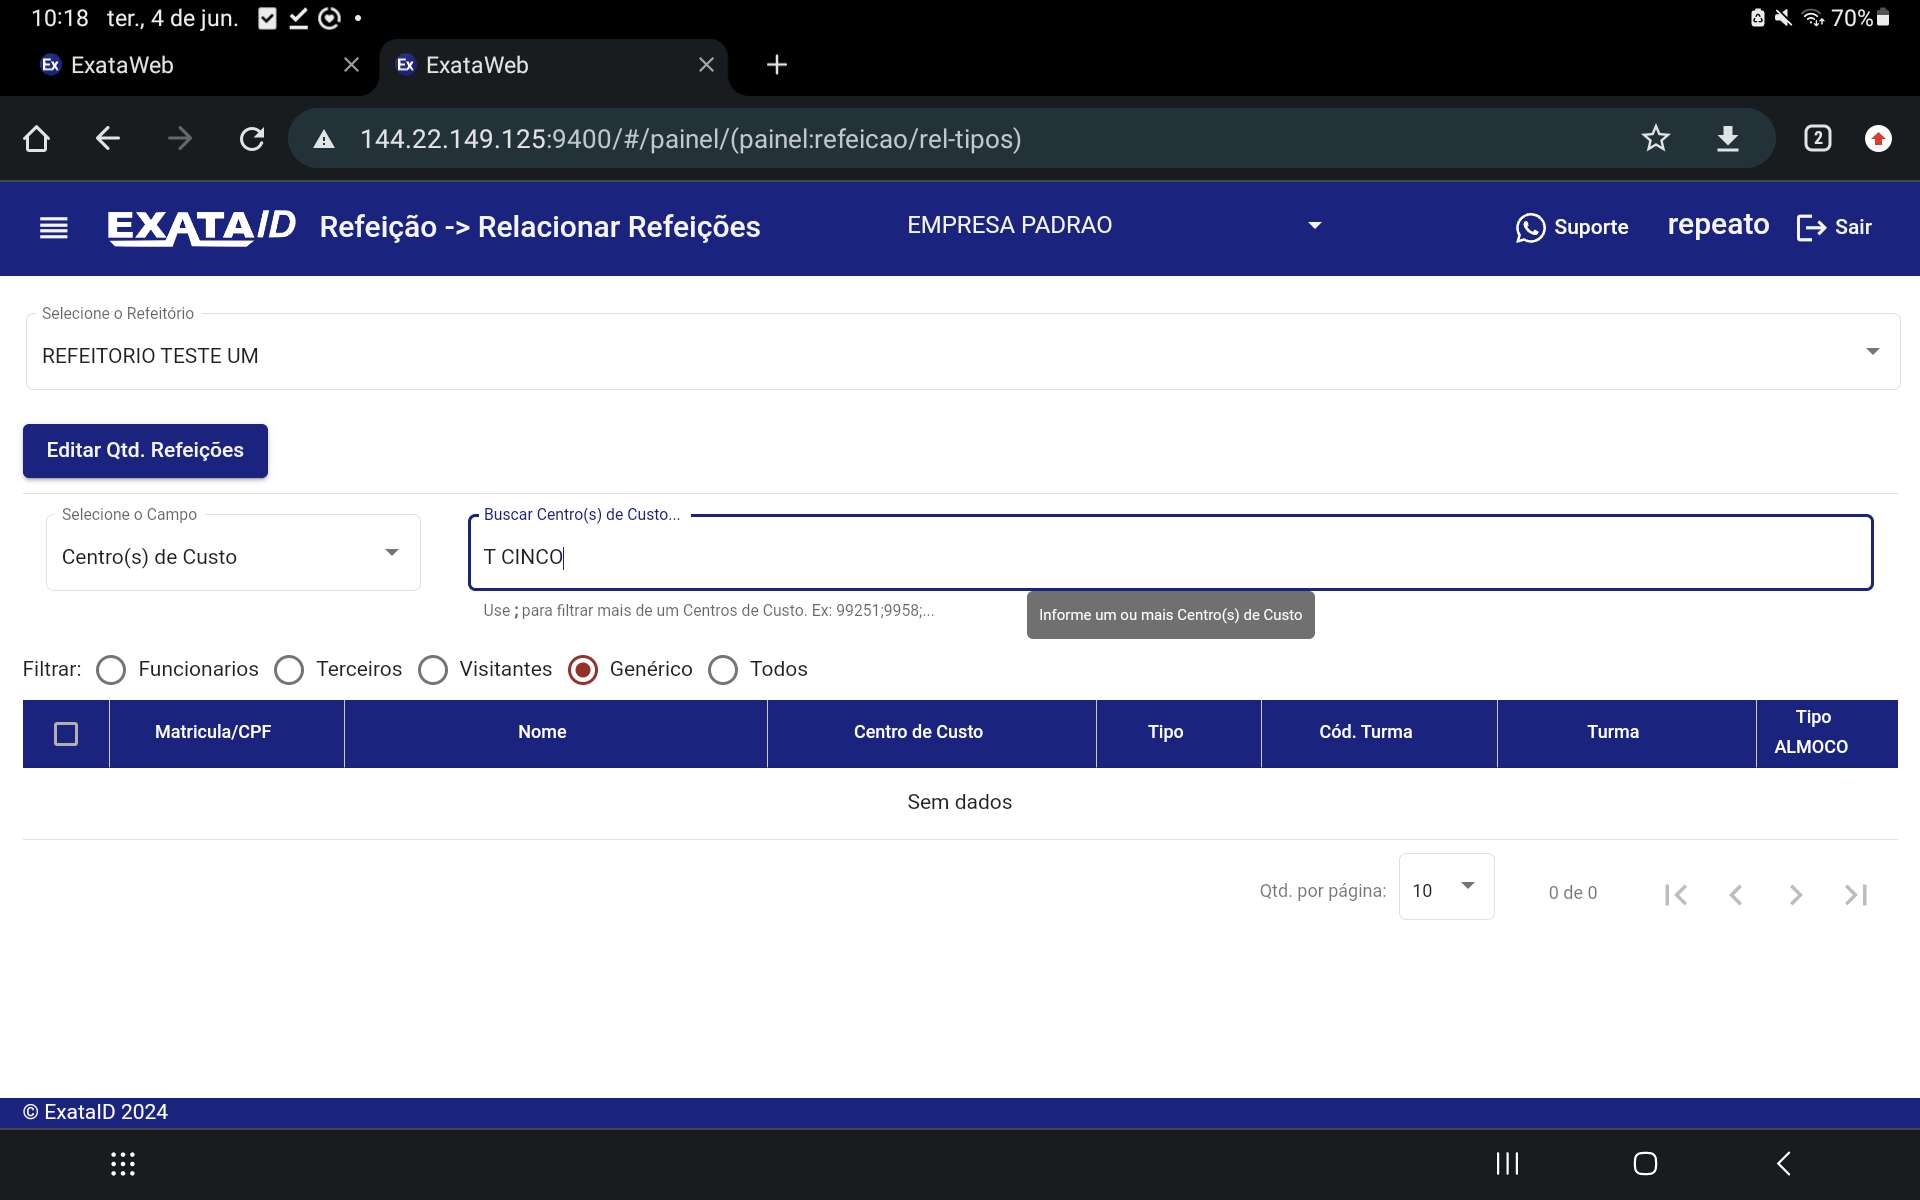 10:18 ter., 4 de jun. 70%
Ex ExataWeb Ex ExataWeb
144.22.149.125:9400/#/painel/(painel:refeicao/rel-tipos) 2
EXATAID Refeição -> Relacionar Refeições EMPRESA PADRAO Suporte repeato Sair
Selecione o Refeitório
REFEITORIO TESTE UM
Editar Qtd. Refeições
Selecione o Campo Buscar Centro(s) de Custo...
Centro(s) de Custo T CINCO
Use ; para filtrar mais de um Centros de Custo. Ex: 99251;9958;...
Informe um ou mais Centro(s) de Custo
Filtrar: Funcionarios Terceiros Visitantes Genérico Todos
Matricula/CPF Nome Centro de Custo Tipo Cód. Turma Turma Tipo ALMOCO
Sem dados
Qtd. por página: 10 0 de 0
© ExataID 2024